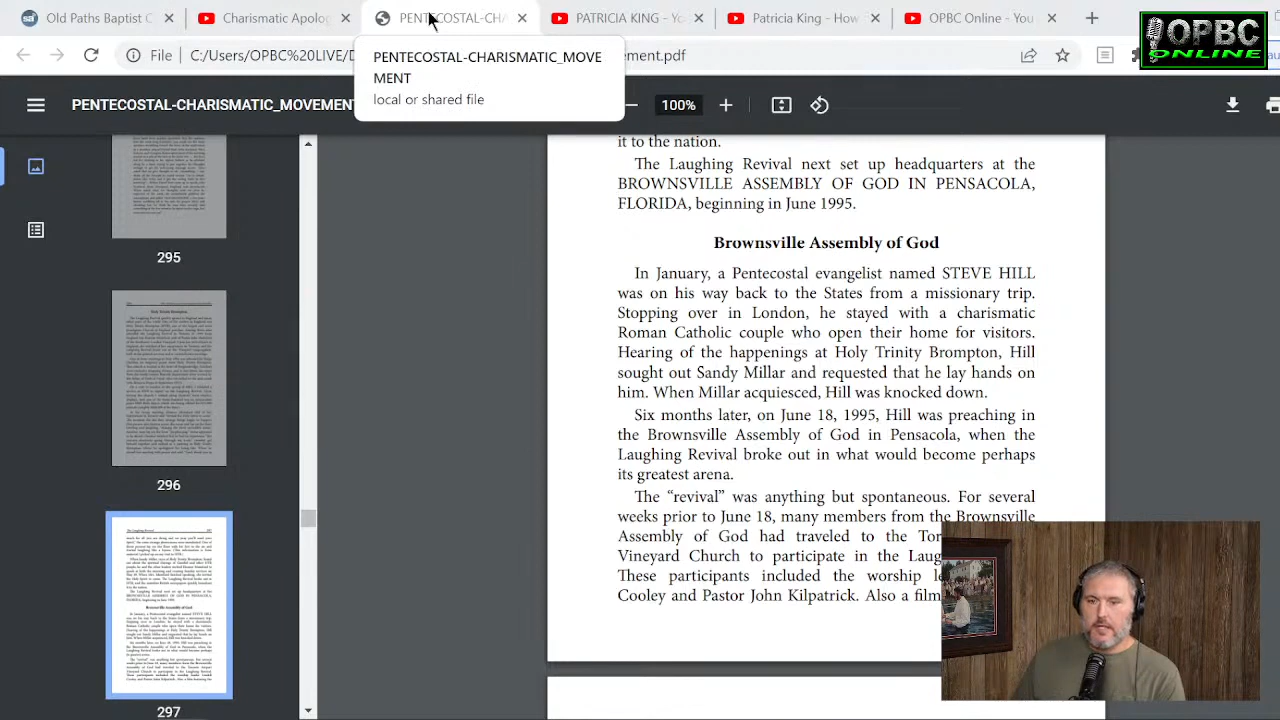 Old Paths Baptist C
Charismatic Apolog
PENTECOSTAL-CHA
PATRICIA KING - Yo
Patricia King - How
OPBC Online - You
OPBC
ONLINE
File
C:/Users/OPBC%20LIVE/D
ement.pdf
PENTECOSTAL-CHARISMATIC_MOVE
MENT
local or shared file
PENTECOSTAL-CHARISMATIC_MOVEMENT
100%
295
296
297
it to the nation.
The Laughing Revival next set up headquarters at the
BROWNSVILLE ASSEMBLY OF GOD IN PENSACOLA,
FLORIDA, beginning in June 1995.
Brownsville Assembly of God
In January, a Pentecostal evangelist named STEVE HILL
was on his way back to the States from a missionary trip.
Stopping over in London, he stayed with a charismatic
Roman Catholic couple who open their home for visitors.
Hearing of the happenings at Holy Trinity Brompton, Hill
sought out Sandy Millar and requested that he lay hands on
him. When Millar acquiesced, Hill was knocked down.
Six months later, on June 18, 1995, Hill was preaching in
the Brownsville Assembly of God in Pensacola, when the
Laughing Revival broke out in what would become perhaps
its greatest arena.
The “revival” was anything but spontaneous. For several
weeks prior to June 18, many members from the Brownsville
Assembly of God had traveled to the Tor
Vineyard Church to participate in the Laug
These participants included the worship l
Cooley and Pastor John Kilpatrick. Also a film